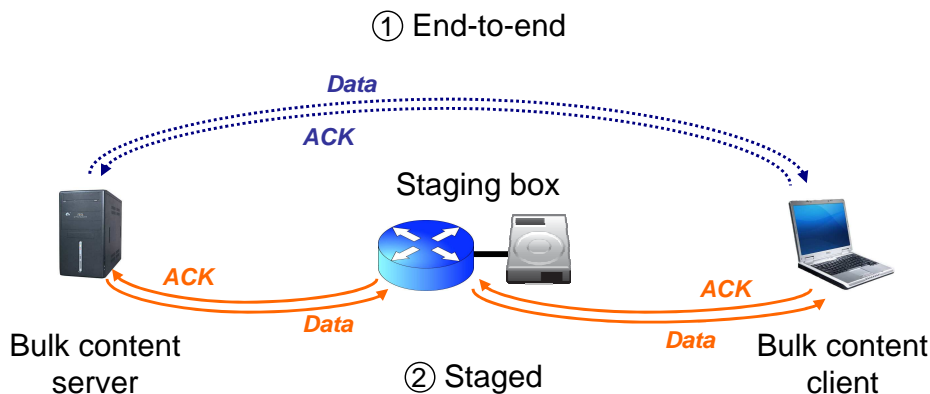 ① End-to-end
Data
ACK
Staging box
ACK
Data
ACK
Data
Bulk content
server
② Staged
Bulk content
client